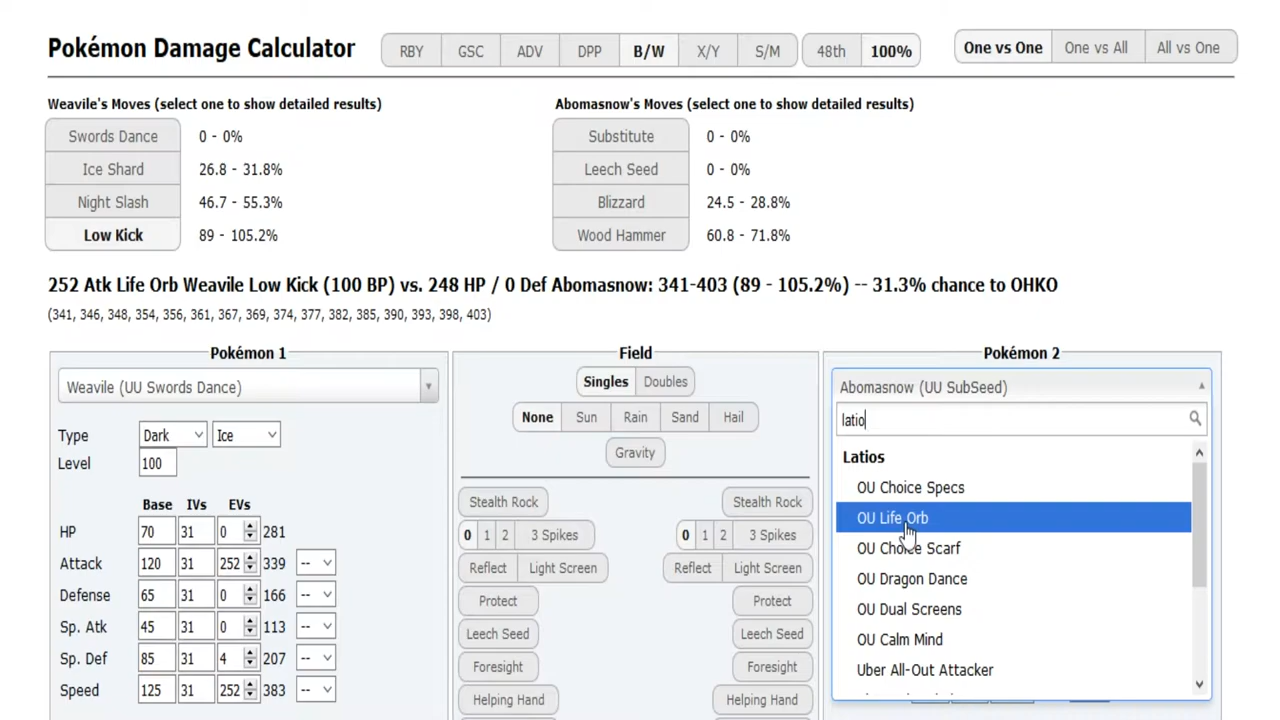 Pokémon Damage Calculator RBY GSC ADV DPP B/W X/Y S/M 48th 100% One vs One One vs All All vs One
Weavile's Moves (select one to show detailed results) Abomasnow's Moves (select one to show detailed results)
Swords Dance 0 - 0% Substitute 0 - 0%
Ice Shard 26.8 - 31.8% Leech Seed 0 - 0%
Night Slash 46.7 - 55.3% Blizzard 24.5 - 28.8%
Low Kick 89 - 105.2% Wood Hammer 60.8 - 71.8%
252 Atk Life Orb Weavile Low Kick (100 BP) vs. 248 HP / 0 Def Abomasnow: 341-403 (89 - 105.2%) -- 31.3% chance to OHKO
(341, 346, 348, 354, 356, 361, 367, 369, 374, 377, 382, 385, 390, 393, 398, 403)
Pokémon 1
Weavile (UU Swords Dance)
Type Dark Ice
Level 100
Base IVs EVs
HP 70 31 0 281
Attack 120 31 252 339 --
Defense 65 31 0 166 --
Sp. Atk 45 31 0 113 --
Sp. Def 85 31 4 207 --
Speed 125 31 252 383 --
Field
Singles Doubles
None Sun Rain Sand Hail
Gravity
Stealth Rock Stealth Rock
0 1 2 3 Spikes 0 1 2 3 Spikes
Reflect Light Screen Reflect Light Screen
Protect Protect
Leech Seed Leech Seed
Foresight Foresight
Helping Hand Helping Hand
Pokémon 2
Abomasnow (UU SubSeed)
latio
Latios
OU Choice Specs
OU Life Orb
OU Choice Scarf
OU Dragon Dance
OU Dual Screens
OU Calm Mind
Uber All-Out Attacker